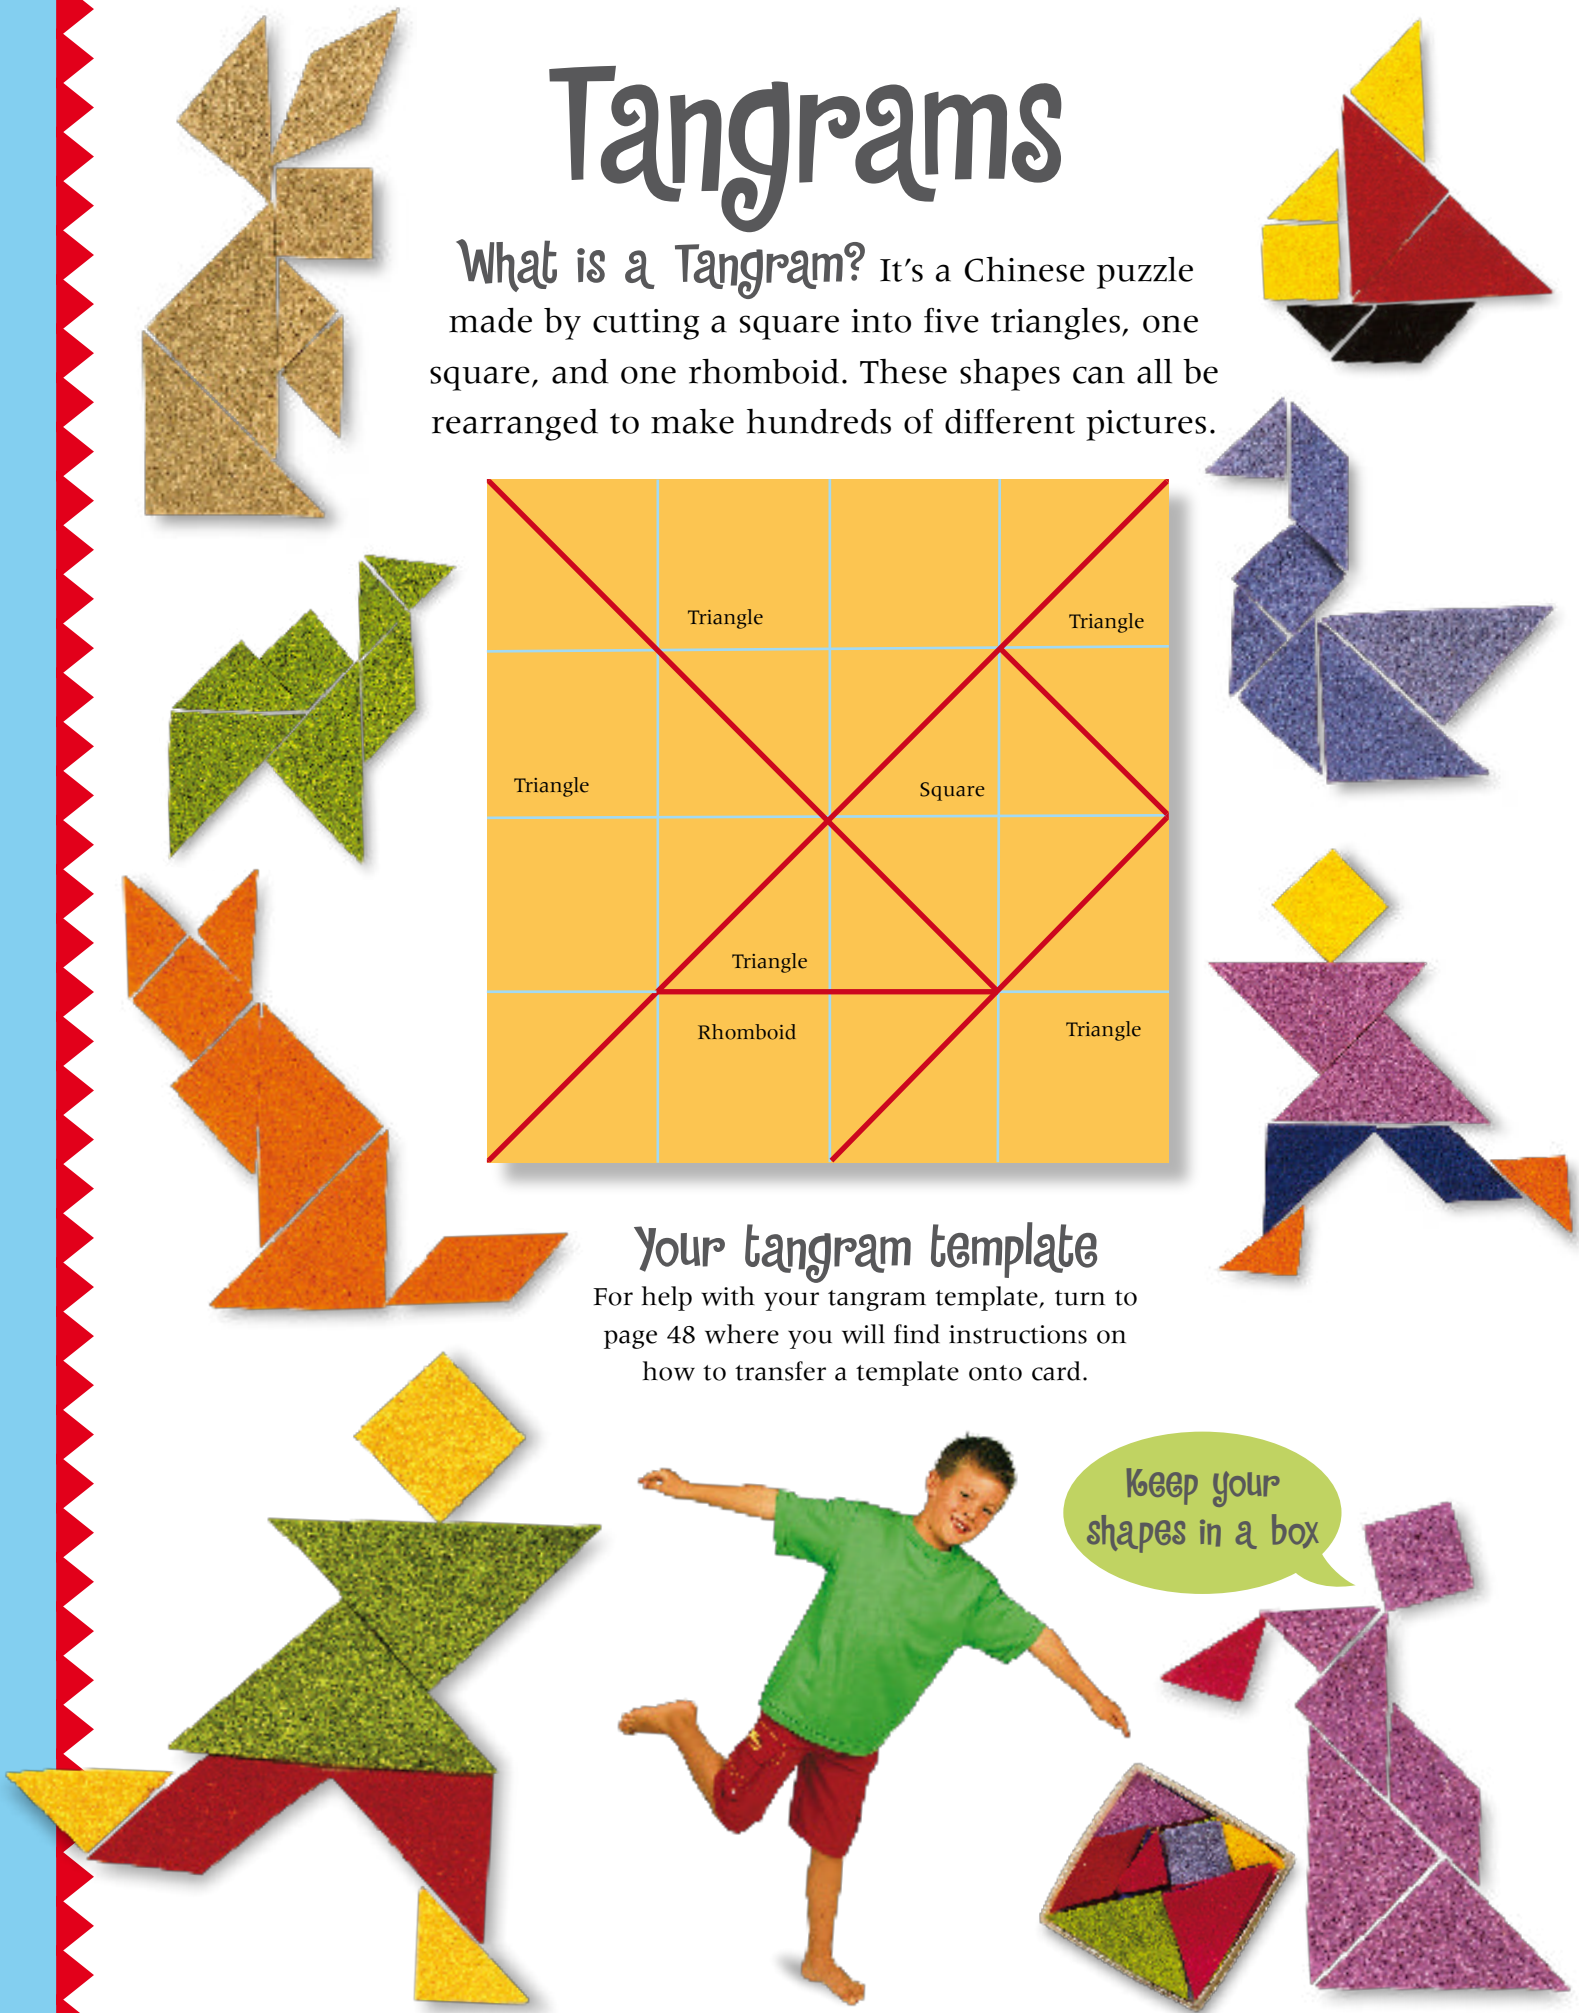 Tangrams
What is a Tangram? It's a Chinese puzzle
made by cutting a square into five triangles, one
square, and one rhomboid. These shapes can all be
rearranged to make hundreds of different pictures.
Triangle
Triangle
Triangle
Square
Triangle
Rhomboid
Triangle
Your tangram template
For help with your tangram template, turn to
page 48 where you will find instructions on
how to transfer a template onto card.
Keep your
shapes in a box